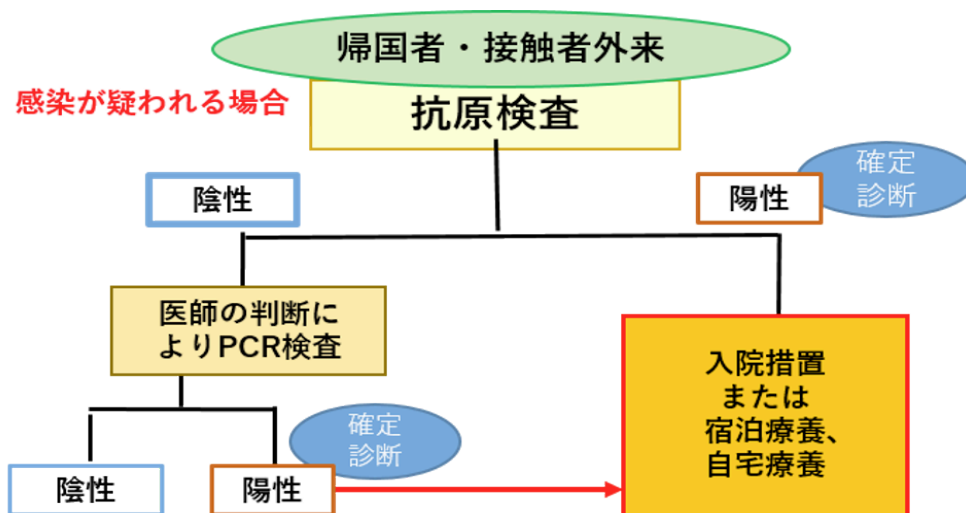 帰国者・接触者外来
感染が疑われる場合
抗原検査
陰性
陽性
確定
診断
医師の判断に
よりPCR検査
入院措置
または
宿泊療養、
自宅療養
確定
診断
陰性
陽性